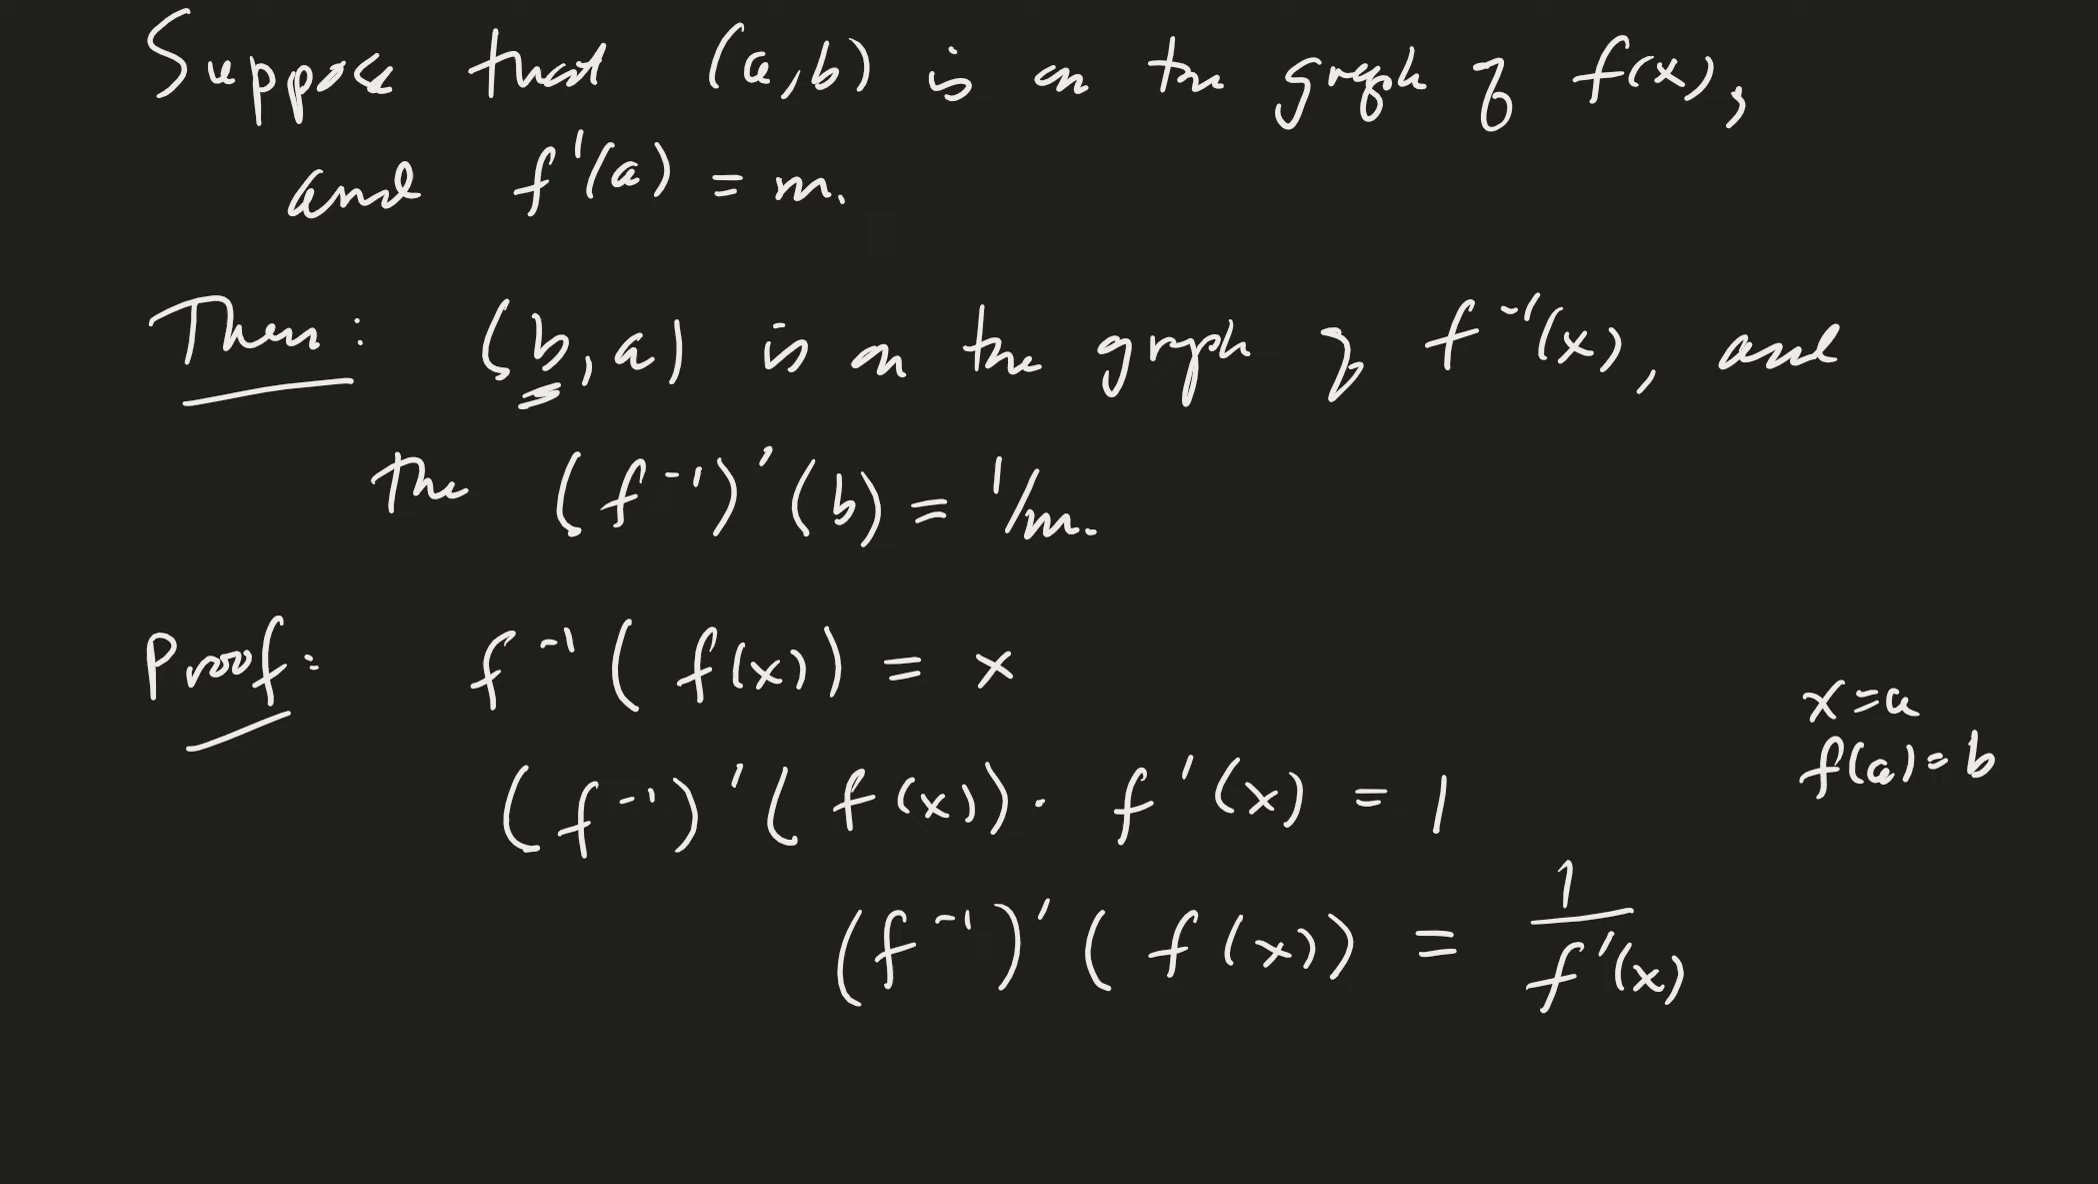 Suppose that (a,b) is on the graph of f(x),
and f'(a) = m.
Then: (b,a) is on the graph of f⁻¹(x), and
the (f⁻¹)'(b) = 1/m.
Proof: f⁻¹(f(x)) = x
x=a
f(a)=b
(f⁻¹)'(f(x)) · f'(x) = 1
(f⁻¹)'(f(x)) = 1/f'(x)